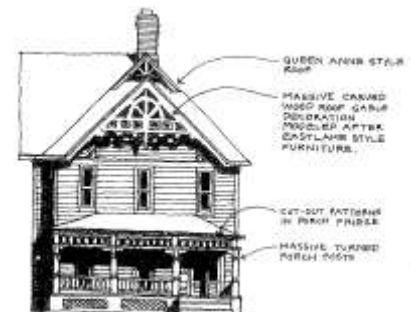 QUEEN ANNE STYLE
ROOF
MASSIVE CARVED
WOOD ROOF GABLE
DECORATION
MODELED AFTER
EASTLAKE STYLE
FURNITURE.
CUT-OUT PATTERNS
IN PORCH FRIEZE
MASSIVE TURNED
PORCH POSTS